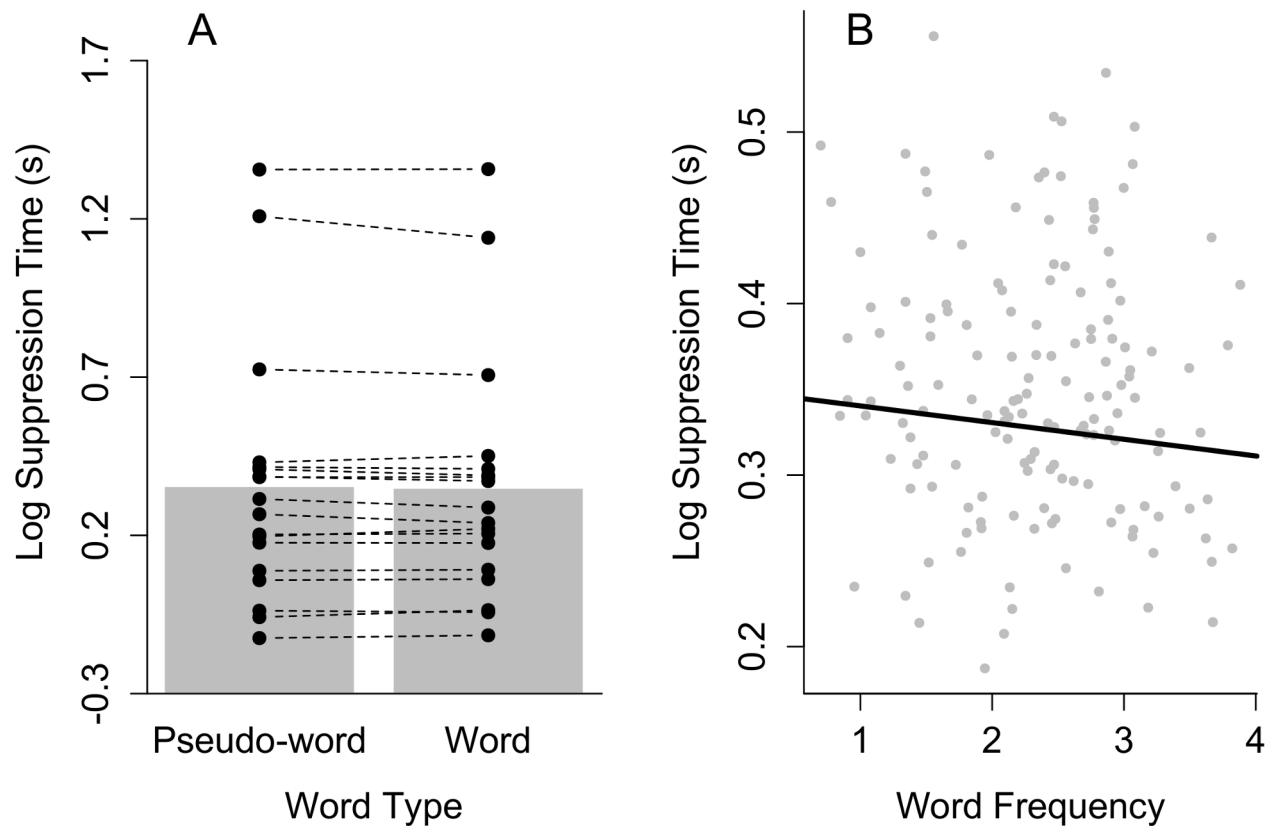 A
Log Suppression Time (s)
1.7
1.2
0.7
0.2
-0.3
Pseudo-word
Word
Word Type
B
Log Suppression Time (s)
0.5
0.4
0.3
0.2
1
2
3
4
Word Frequency